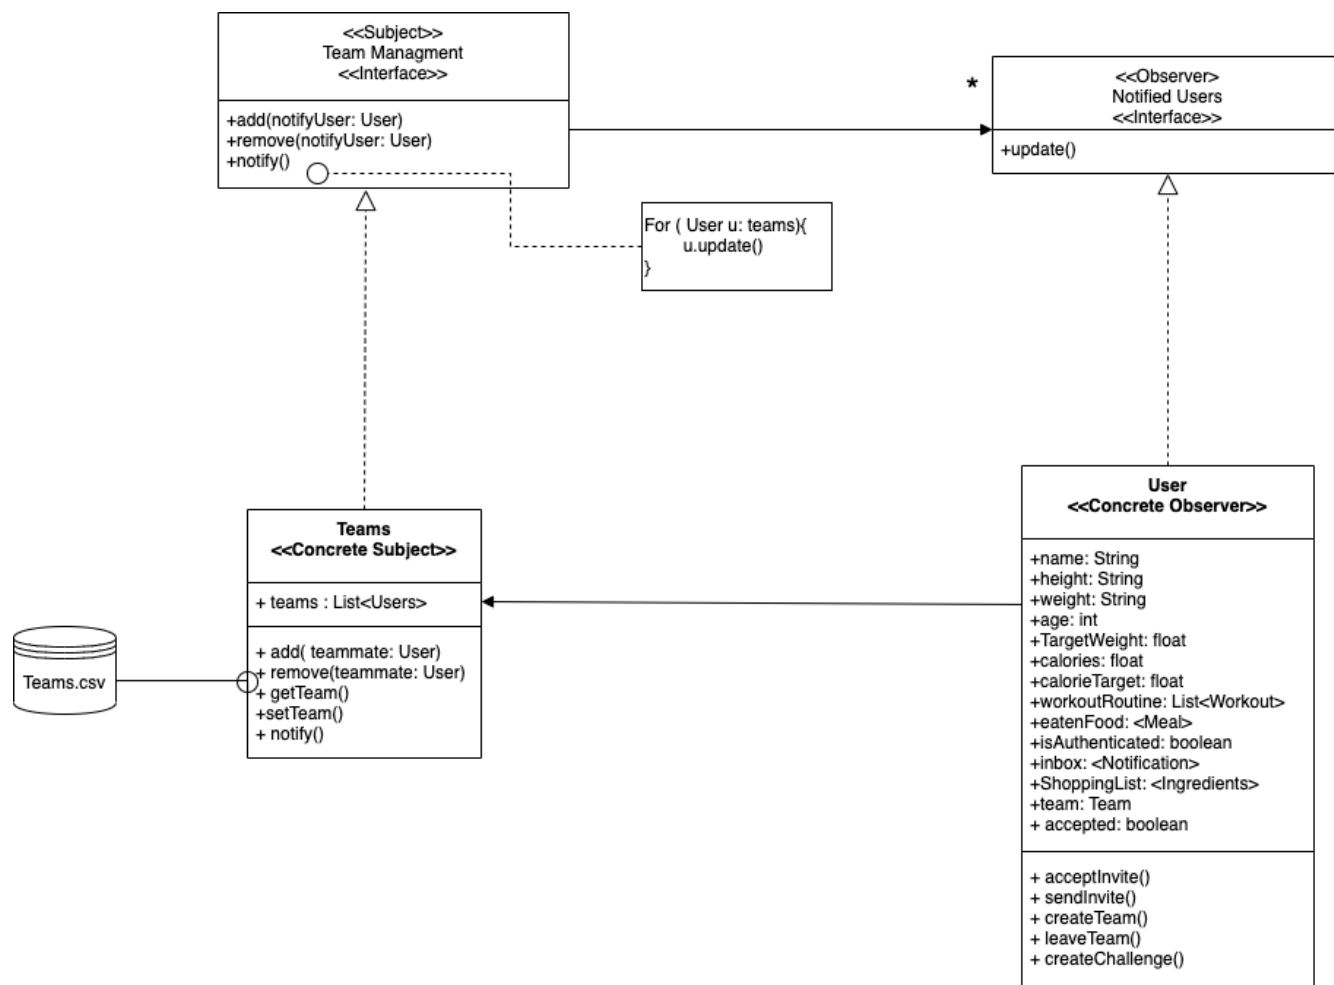 <<Subject>>
Team Managment
<<Interface>>
+add(notifyUser: User)
+remove(notifyUser: User)
+notify()
*
<<Observer>
Notified Users
<<Interface>>
+update()
For ( User u: teams){
u.update()
}
Teams
<<Concrete Subject>>
+ teams : List<Users>
+ add( teammate: User)
+ remove(teammate: User)
+ getTeam()
+setTeam()
+ notify()
Teams.csv
User
<<Concrete Observer>>
+name: String
+height: String
+weight: String
+age: int
+TargetWeight: float
+calories: float
+calorieTarget: float
+workoutRoutine: List<Workout>
+eatenFood: <Meal>
+isAuthenticated: boolean
+inbox: <Notification>
+ShoppingList: <Ingredients>
+team: Team
+ accepted: boolean
+ acceptInvite()
+ sendInvite()
+ createTeam()
+ leaveTeam()
+ createChallenge()